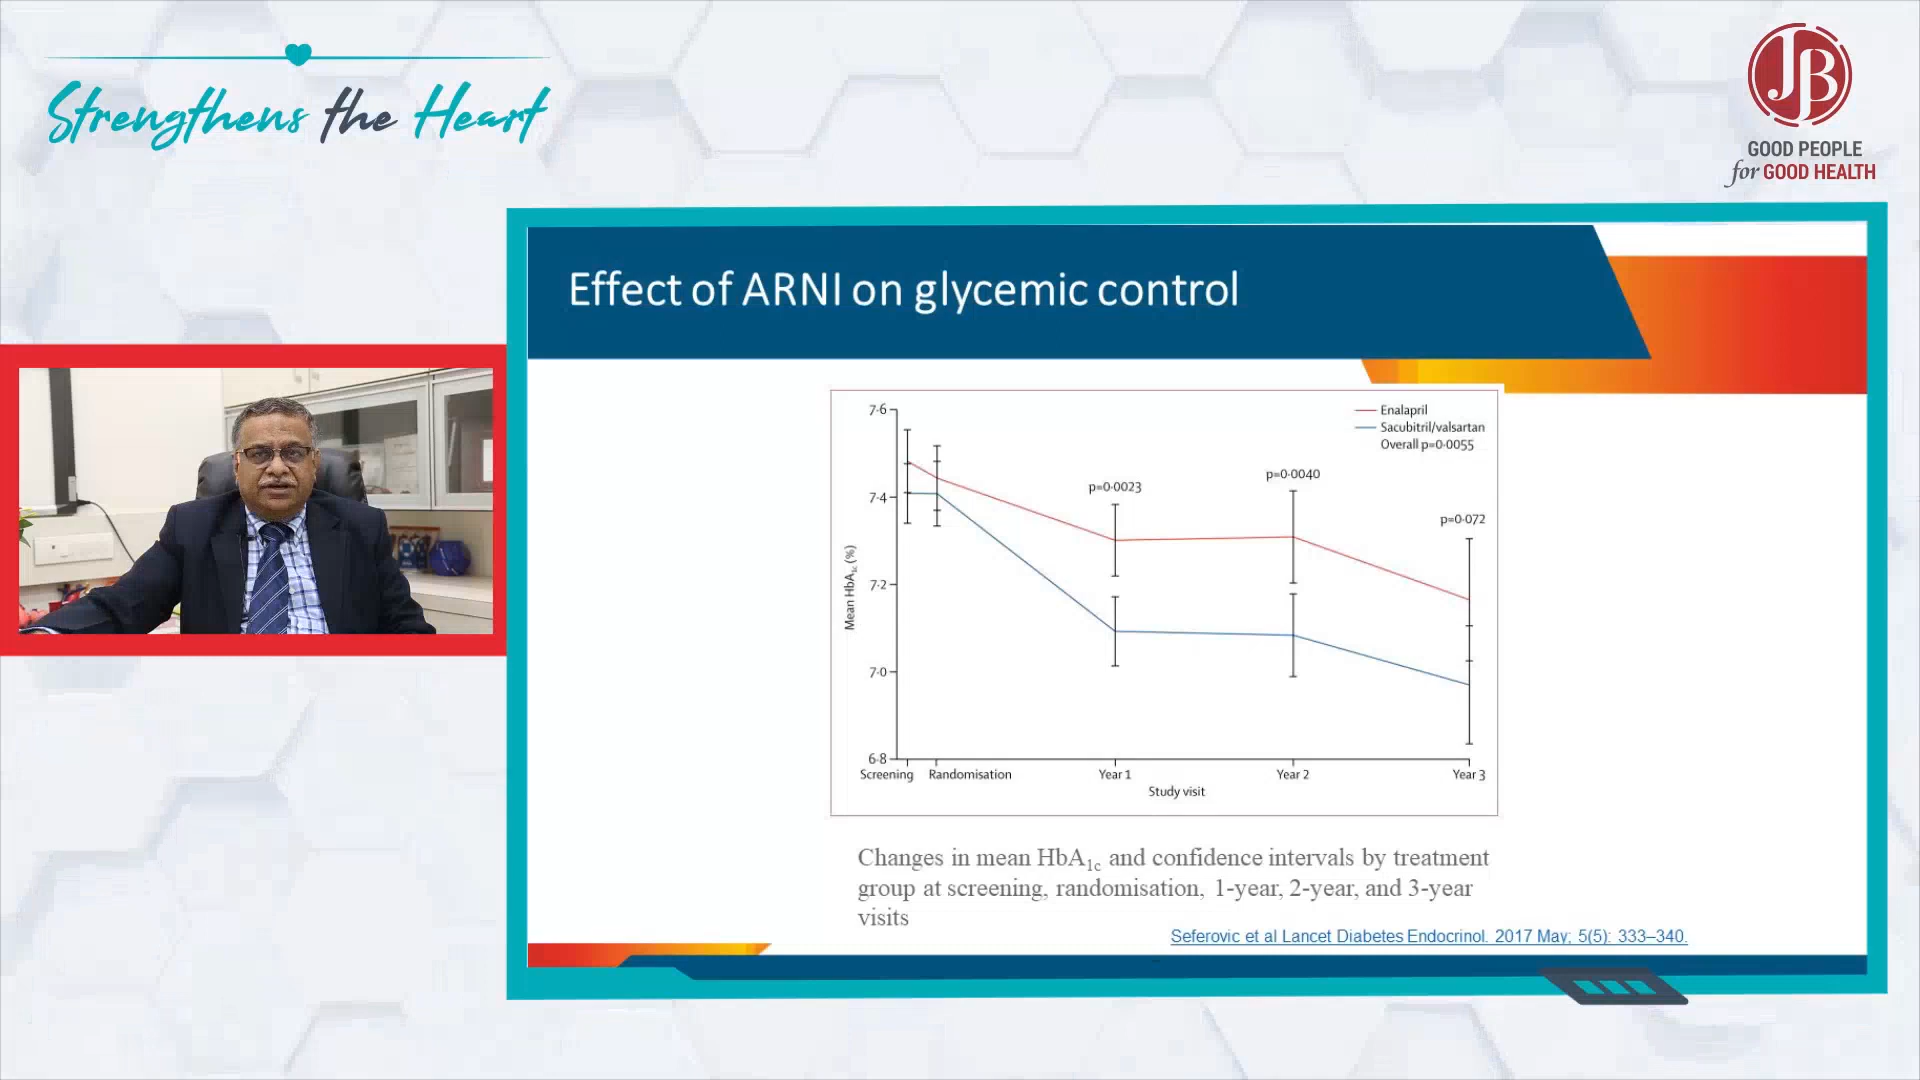 Strengthens the Heart
JB
GOOD PEOPLE
for GOOD HEALTH
Effect of ARNI on glycemic control
7·6
7·4
7·2
7·0
6·8
Mean HbA1c (%)
Enalapril
Sacubitril/valsartan
Overall p=0·0055
p=0·0023
p=0·0040
p=0·072
Screening
Randomisation
Year 1
Year 2
Year 3
Study visit
Changes in mean HbA1c and confidence intervals by treatment
group at screening, randomisation, 1-year, 2-year, and 3-year
visits
Seferovic et al Lancet Diabetes Endocrinol. 2017 May; 5(5): 333–340.